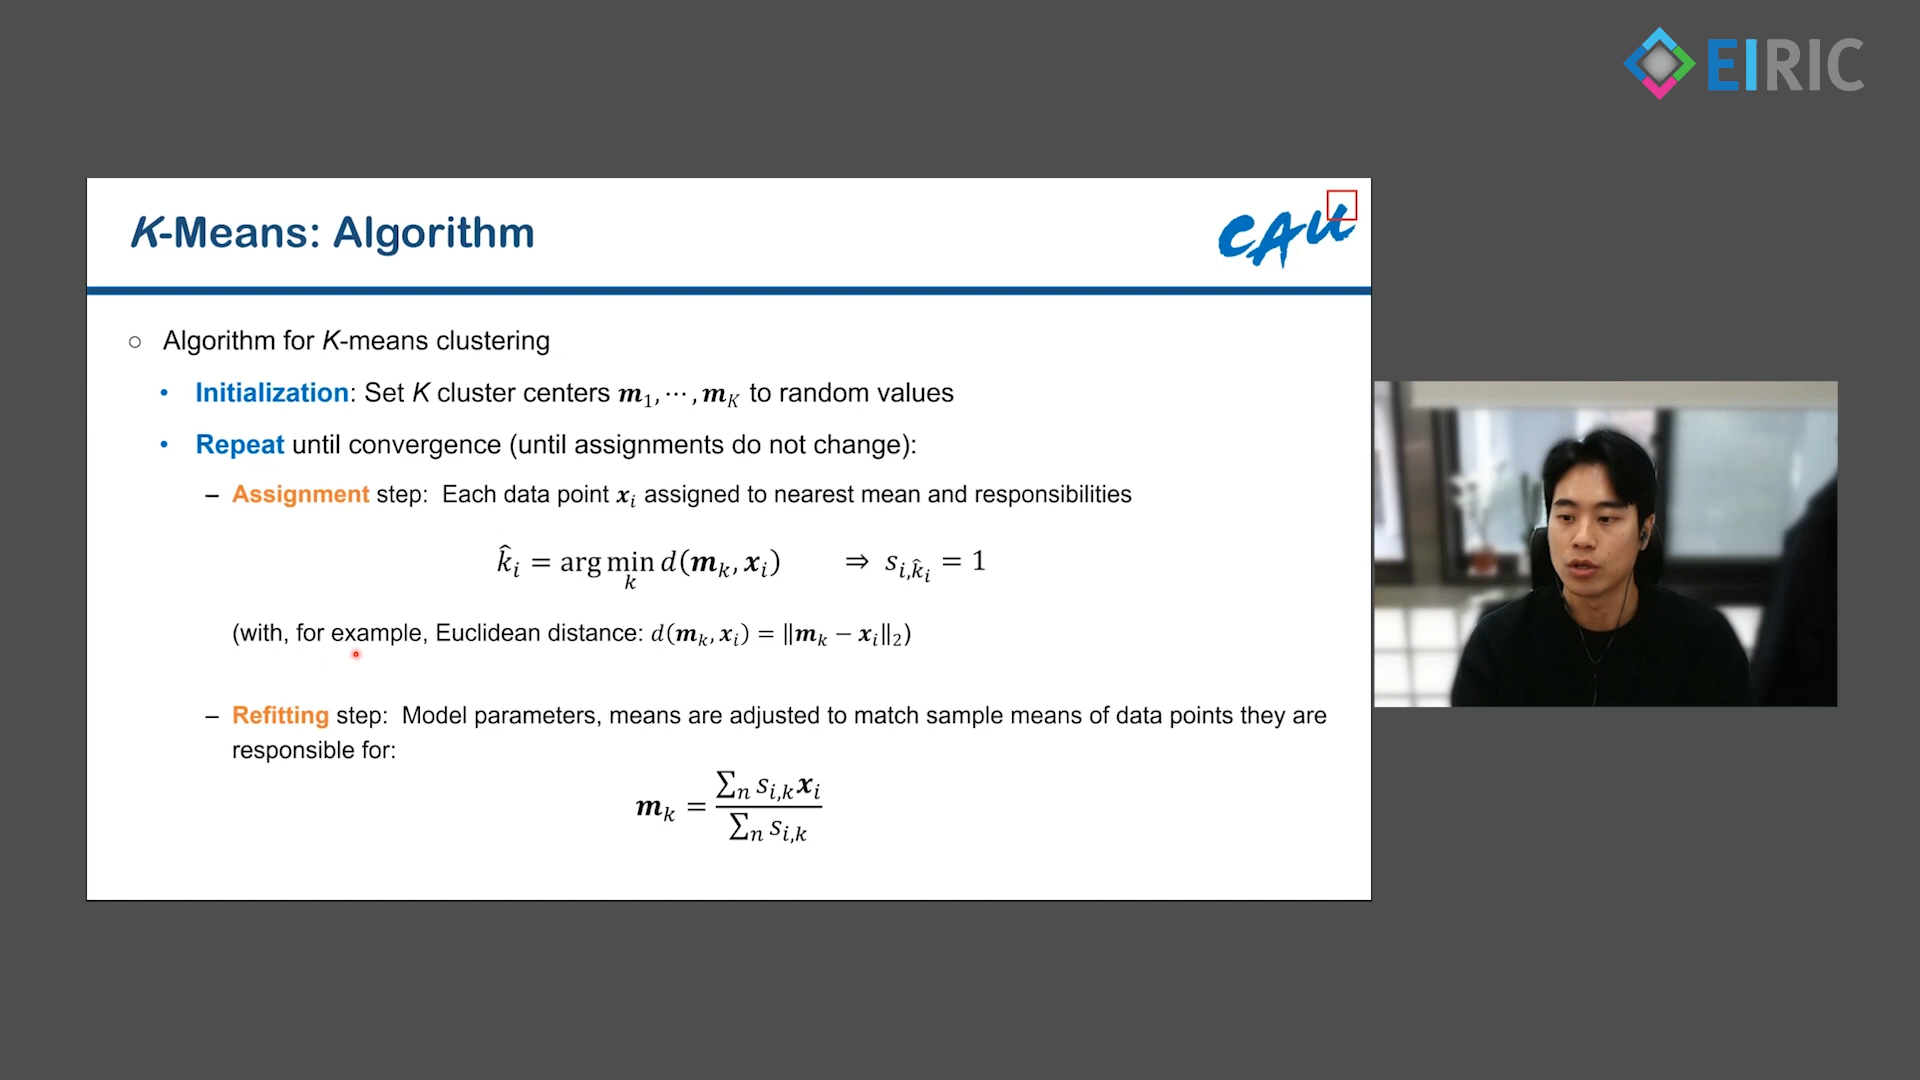 EIRIC
K-Means: Algorithm
CAU
○ Algorithm for K-means clustering
• Initialization: Set K cluster centers 𝒎₁, ⋯ , 𝒎_K to random values
• Repeat until convergence (until assignments do not change):
– Assignment step: Each data point 𝒙_i assigned to nearest mean and responsibilities
k̂_i = arg min_k d(𝒎_k, 𝒙_i) ⇒ s_{i,k̂_i} = 1
(with, for example, Euclidean distance: d(𝒎_k, 𝒙_i) = ‖𝒎_k − 𝒙_i‖₂)
– Refitting step: Model parameters, means are adjusted to match sample means of data points they are
responsible for:
𝒎_k = ∑_n s_{i,k} 𝒙_i / ∑_n s_{i,k}